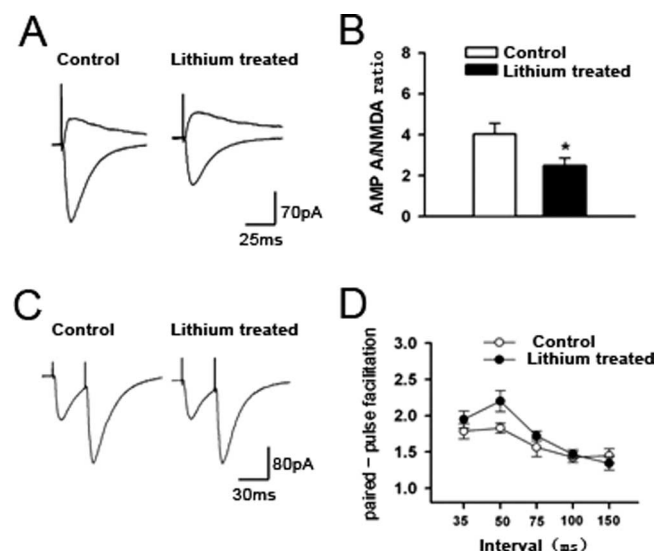 A
Control
Lithium treated
70pA
25ms
B
Control
Lithium treated
AMP A/NMDA ratio
8
6
4
2
0
*
C
Control
Lithium treated
80pA
30ms
D
Control
Lithium treated
paired – pulse facilitation
3.0
2.5
2.0
1.5
1.0
35 50 75 100 150
Interval (ms)